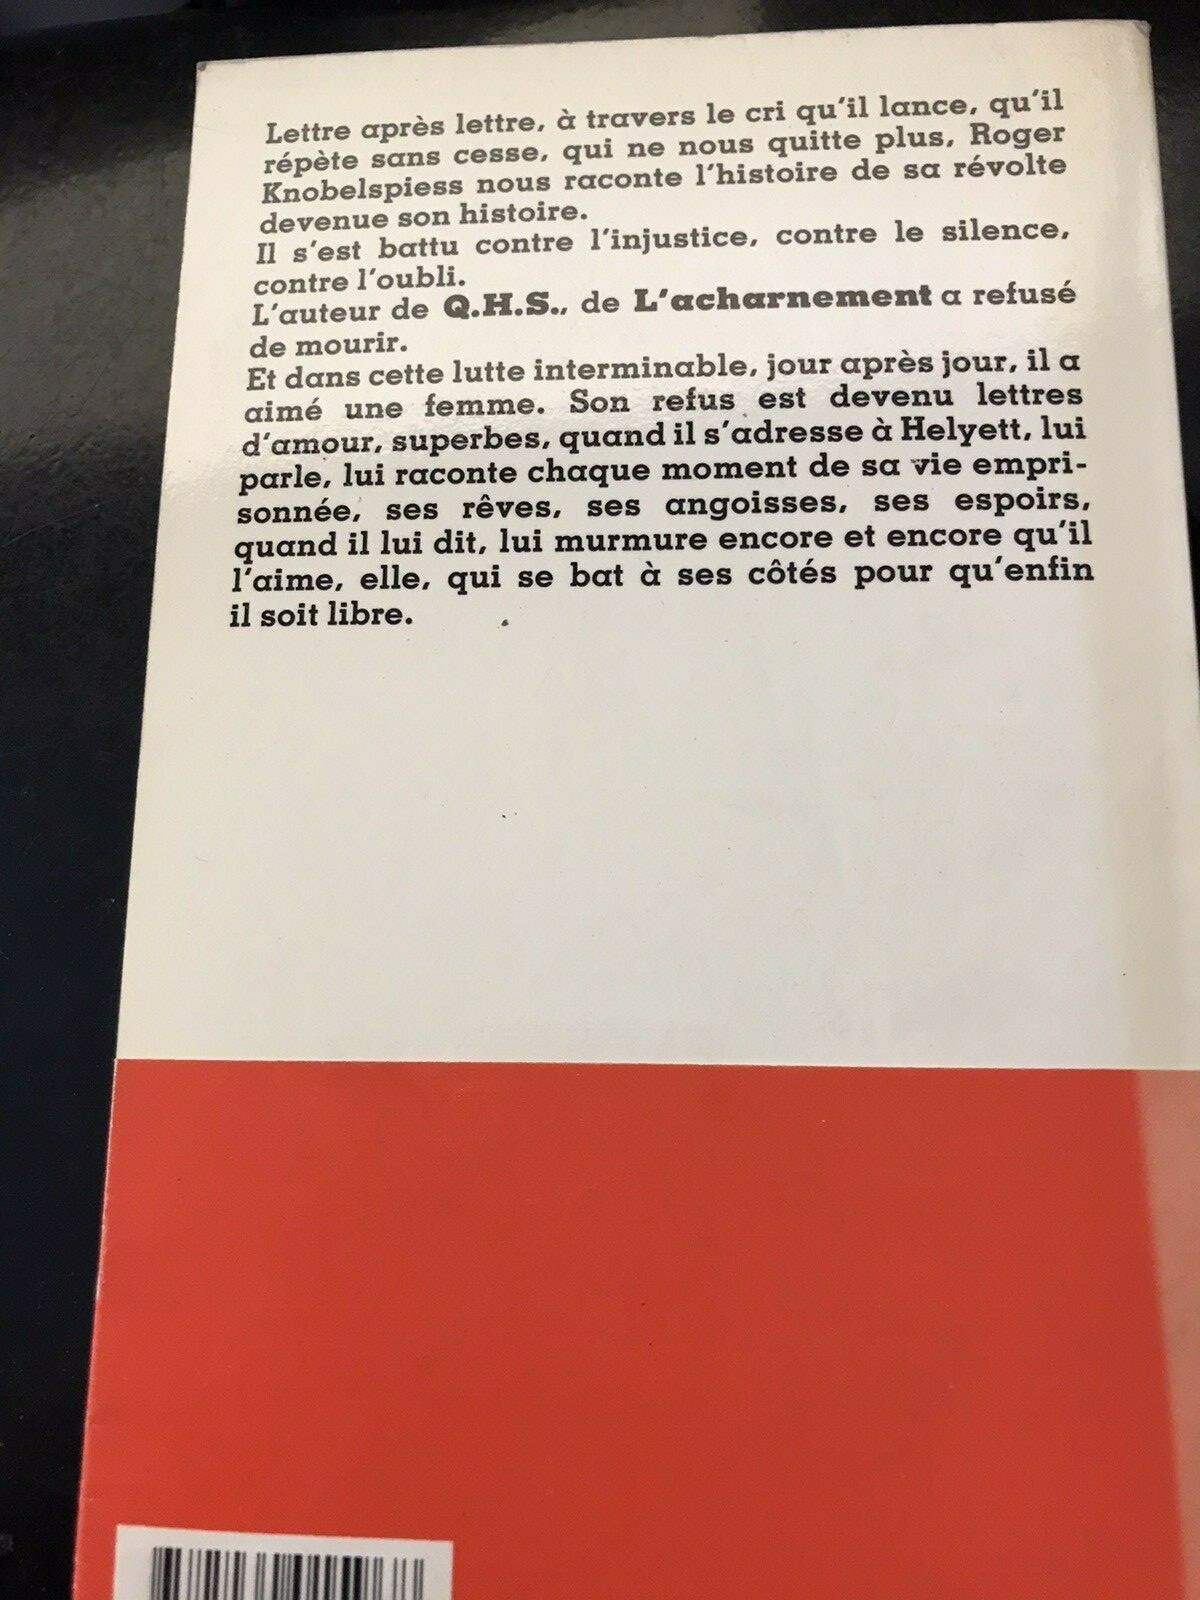 Lettre après lettre, à travers le cri qu'il lance, qu'il
répète sans cesse, qui ne nous quitte plus, Roger
Knobelspiess nous raconte l'histoire de sa révolte
devenue son histoire.
Il s'est battu contre l'injustice, contre le silence,
contre l'oubli.
L'auteur de Q.H.S., de L'acharnement a refusé
de mourir.
Et dans cette lutte interminable, jour après jour, il a
aimé une femme. Son refus est devenu lettres
d'amour, superbes, quand il s'adresse à Helyett, lui
parle, lui raconte chaque moment de sa vie empri-
sonnée, ses rêves, ses angoisses, ses espoirs,
quand il lui dit, lui murmure encore et encore qu'il
l'aime, elle, qui se bat à ses côtés pour qu'enfin
il soit libre.